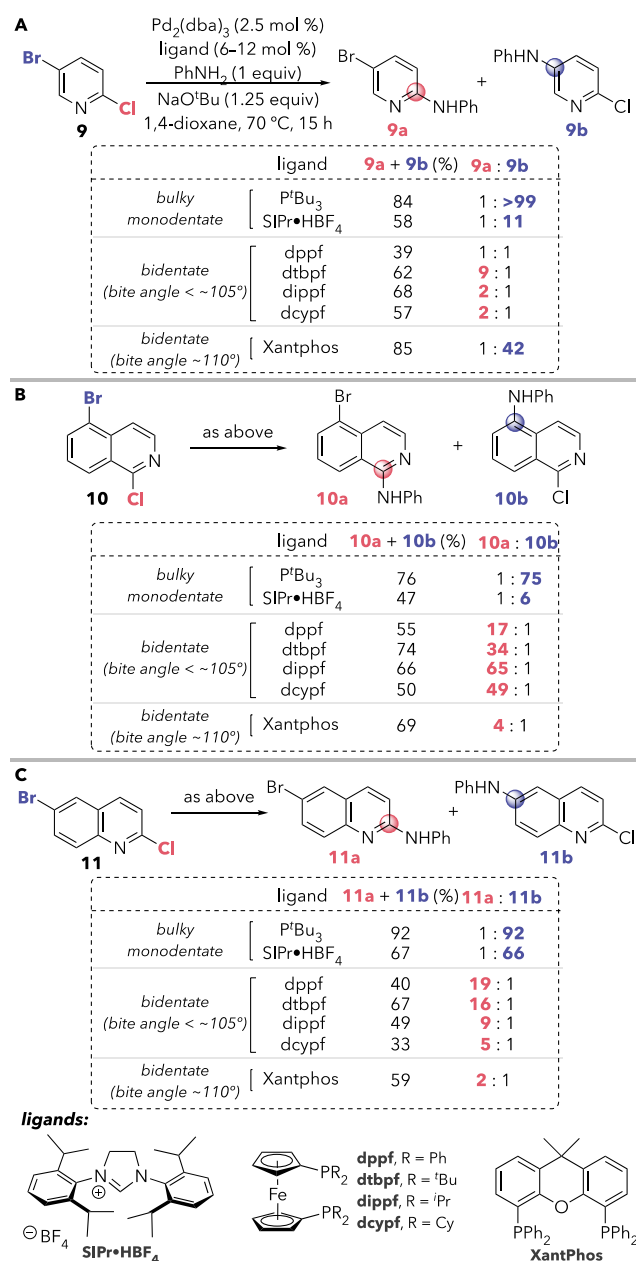 A
Pd₂(dba)₃ (2.5 mol %)
ligand (6–12 mol %)
PhNH₂ (1 equiv)
NaOᵗBu (1.25 equiv)
1,4-dioxane, 70 ºC, 15 h
Br
N
Cl
9
Br
N
NHPh
9a
+
PhHN
N
Cl
9b
ligand 9a + 9b (%) 9a : 9b
bulky monodentate
PᵗBu₃ 84 1 : >99
SIPr•HBF₄ 58 1 : 11
bidentate (bite angle < ~105º)
dppf 39 1 : 1
dtbpf 62 9 : 1
dippf 68 2 : 1
dcypf 57 2 : 1
bidentate (bite angle ~110º)
Xantphos 85 1 : 42
B
Br
N
Cl
10
as above
Br
N
NHPh
10a
+
NHPh
N
Cl
10b
ligand 10a + 10b (%) 10a : 10b
bulky monodentate
PᵗBu₃ 76 1 : 75
SIPr•HBF₄ 47 1 : 6
bidentate (bite angle < ~105º)
dppf 55 17 : 1
dtbpf 74 34 : 1
dippf 66 65 : 1
dcypf 50 49 : 1
bidentate (bite angle ~110º)
Xantphos 69 4 : 1
C
Br
N
Cl
11
as above
Br
N
NHPh
11a
+
PhHN
N
Cl
11b
ligand 11a + 11b (%) 11a : 11b
bulky monodentate
PᵗBu₃ 92 1 : 92
SIPr•HBF₄ 67 1 : 66
bidentate (bite angle < ~105º)
dppf 40 19 : 1
dtbpf 67 16 : 1
dippf 49 9 : 1
dcypf 33 5 : 1
bidentate (bite angle ~110º)
Xantphos 59 2 : 1
ligands:
N
N
+
⊖BF₄
SIPr•HBF₄
Fe
PR₂
PR₂
dppf, R = Ph
dtbpf, R = ᵗBu
dippf, R = ⁱPr
dcypf, R = Cy
O
PPh₂
PPh₂
XantPhos